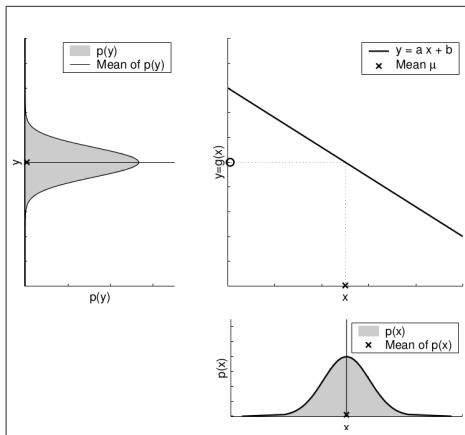 p(y)
Mean of p(y)
y
p(y)
y = a x + b
Mean μ
y=g(x)
x
p(x)
Mean of p(x)
p(x)
x